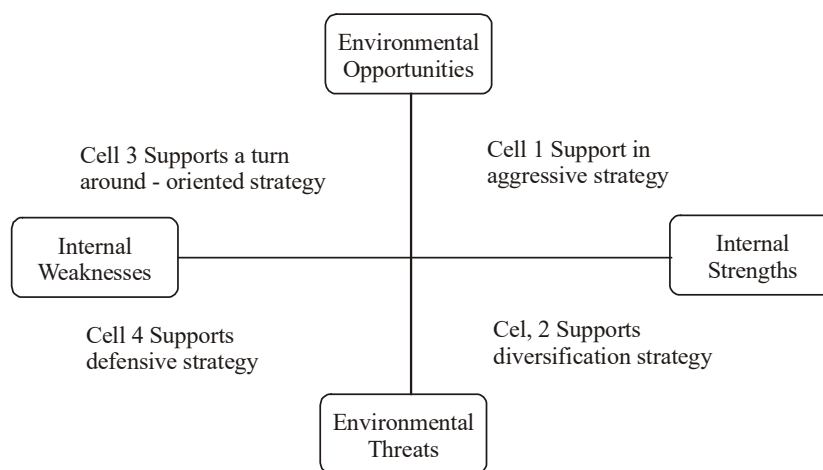 Environmental
Opportunities
Cell 3 Supports a turn
around - oriented strategy
Cell 1 Support in
aggressive strategy
Internal
Weaknesses
Internal
Strengths
Cell 4 Supports
defensive strategy
Cel, 2 Supports
diversification strategy
Environmental
Threats